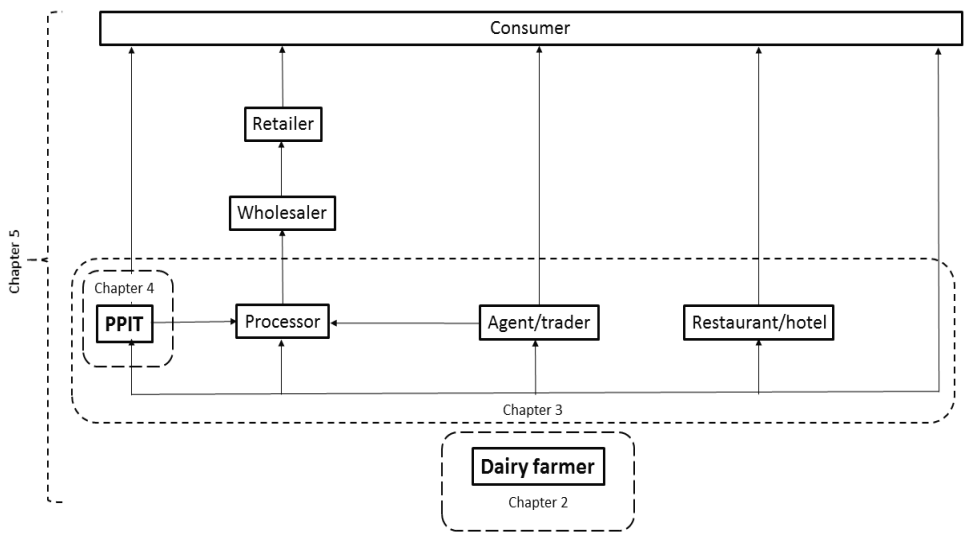 Consumer
Retailer
Wholesaler
Chapter 5
Chapter 4
PPIT
Processor
Agent/trader
Restaurant/hotel
Chapter 3
Dairy farmer
Chapter 2